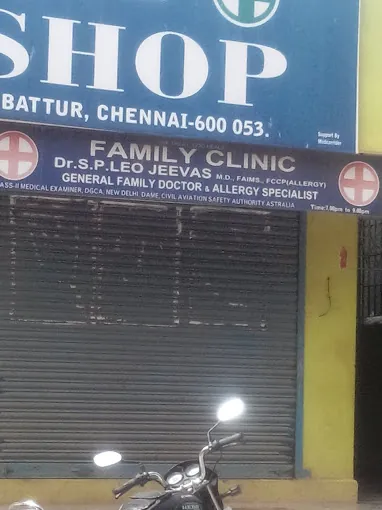 SHOP
BATTUR, CHENNAI-600 053.
Support By
FAMILY CLINIC
Dr.S.P.LEO JEEVAS M.D., FAIMS., FCCP(ALLERGY)
GENERAL FAMILY DOCTOR & ALLERGY SPECIALIST
ASS-II MEDICAL EXAMINER, DGCA, NEW DELHI. DAME, CIVIL AVIATION SAFETY AUTHORITY ASTRALIA